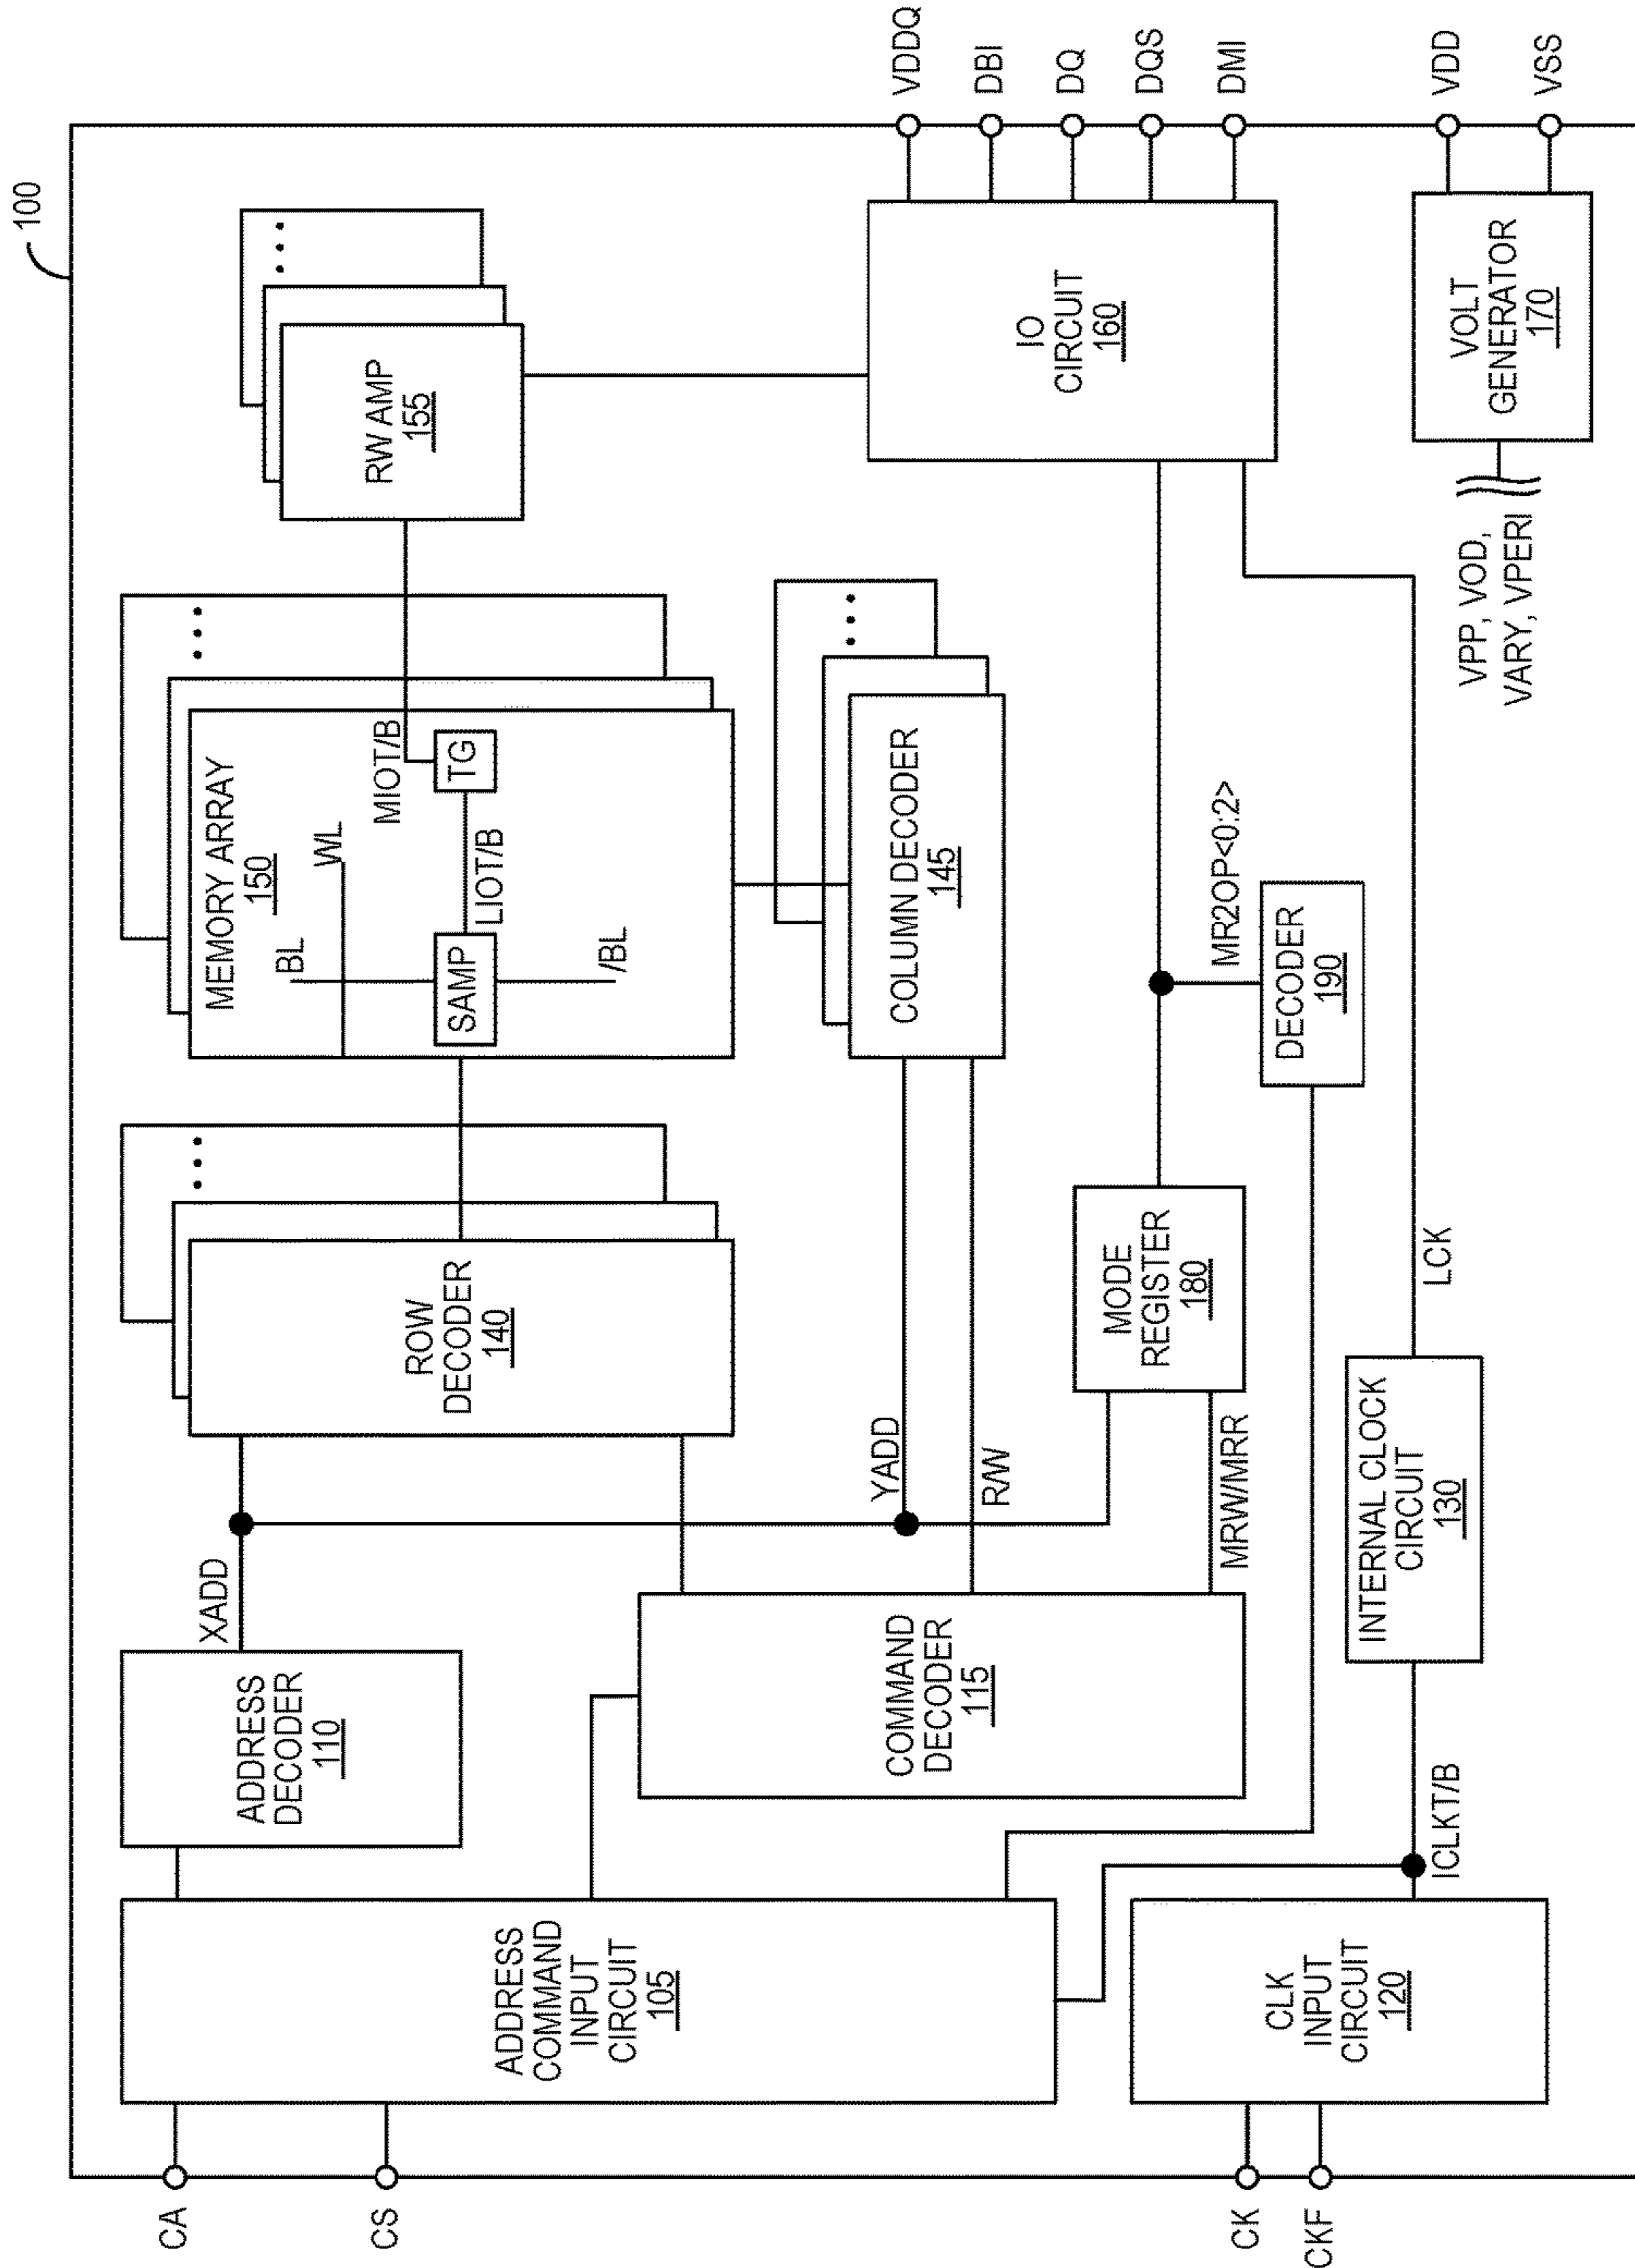 100
CA
CS
CK
CKF
ADDRESS
COMMAND
INPUT
CIRCUIT
105
CLK
INPUT
CIRCUIT
120
ADDRESS
DECODER
110
XADD
COMMAND
DECODER
115
ICLKT/B
INTERNAL CLOCK
CIRCUIT
130
LCK
YADD
R/W
MRW/MRR
ROW
DECODER
140
...
MODE
REGISTER
180
MEMORY ARRAY
150
BL
WL
SAMP
/BL
LIOT/B
TG
MIOT/B
...
COLUMN DECODER
145
...
DECODER
190
MR2OP<0:2>
RW AMP
155
...
IO
CIRCUIT
160
VPP, VOD,
VARY, VPERI
VOLT
GENERATOR
170
VDDQ
DBI
DQ
DQS
DMI
VDD
VSS